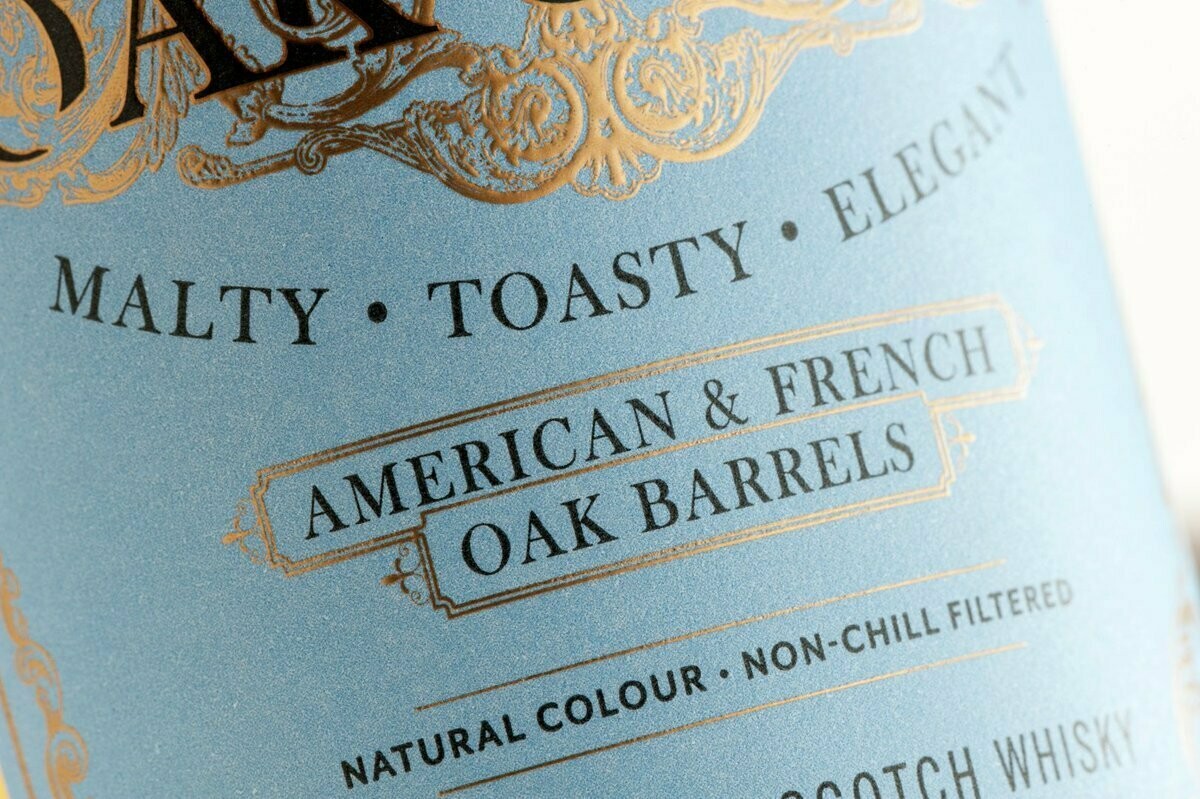 MALTY • TOASTY • ELEGANT
AMERICAN & FRENCH
OAK BARRELS
NATURAL COLOUR • NON-CHILL FILTERED
SCOTCH WHISKY